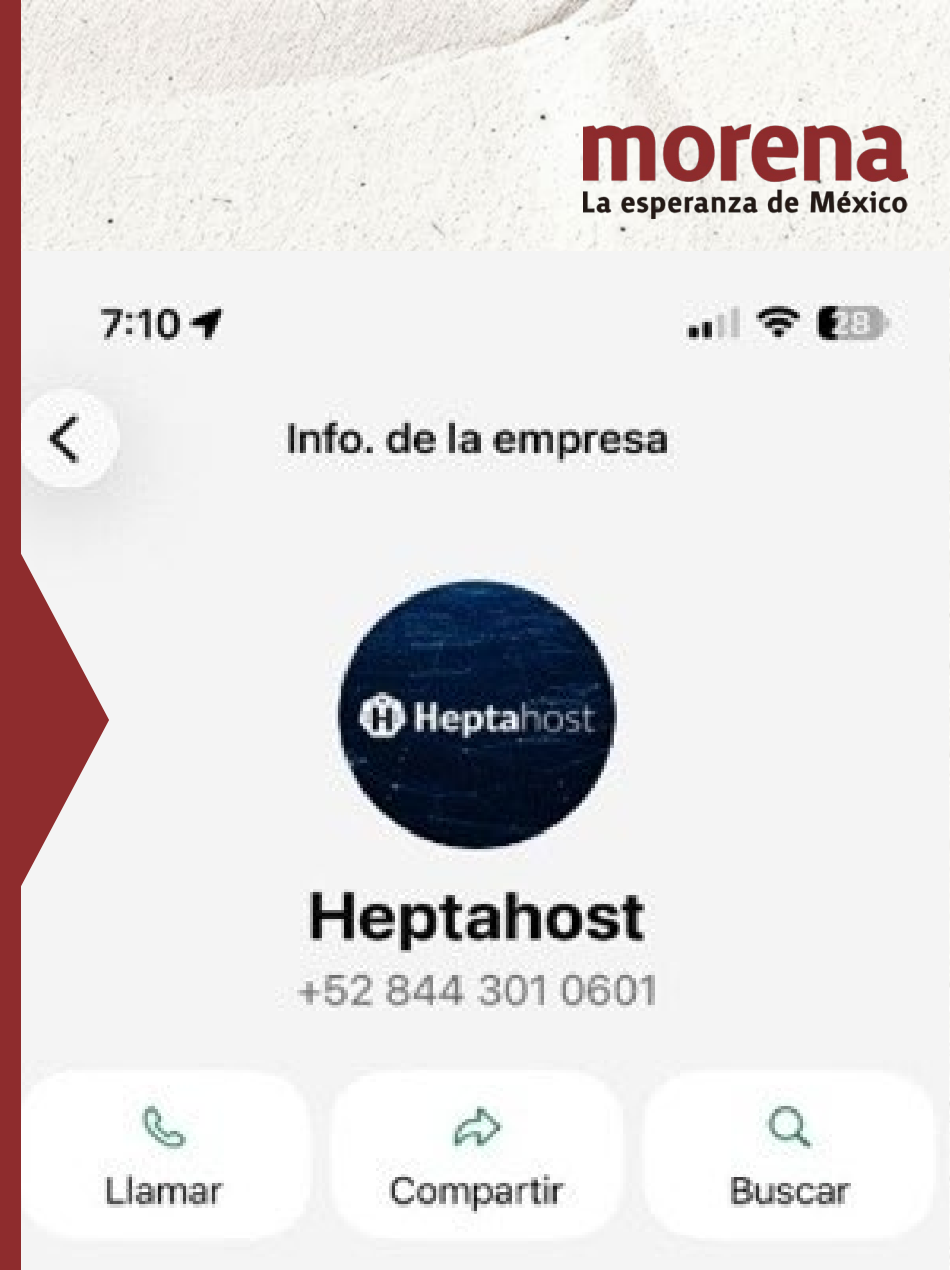 morena
La esperanza de México
7:10
28
Info. de la empresa
H Heptahost
Heptahost
+52 844 301 0601
Llamar
Compartir
Buscar